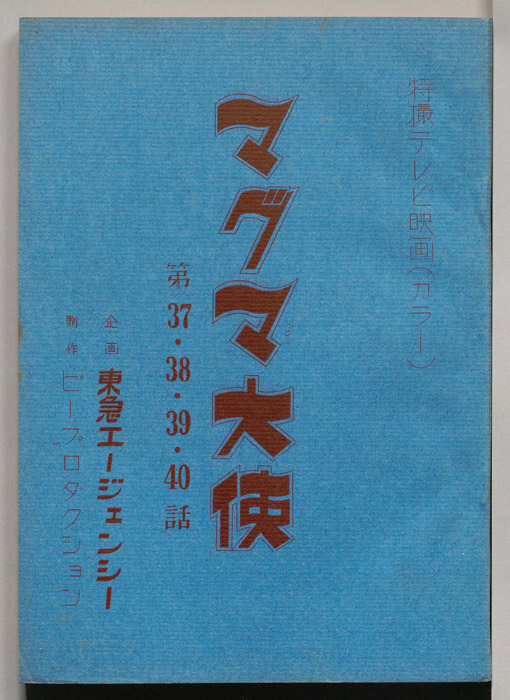 特撮テレビ映画(カラー)
マグマ大使
第37・38・39・40話
企画 東急エージェンシー
制作 ピープロダクション